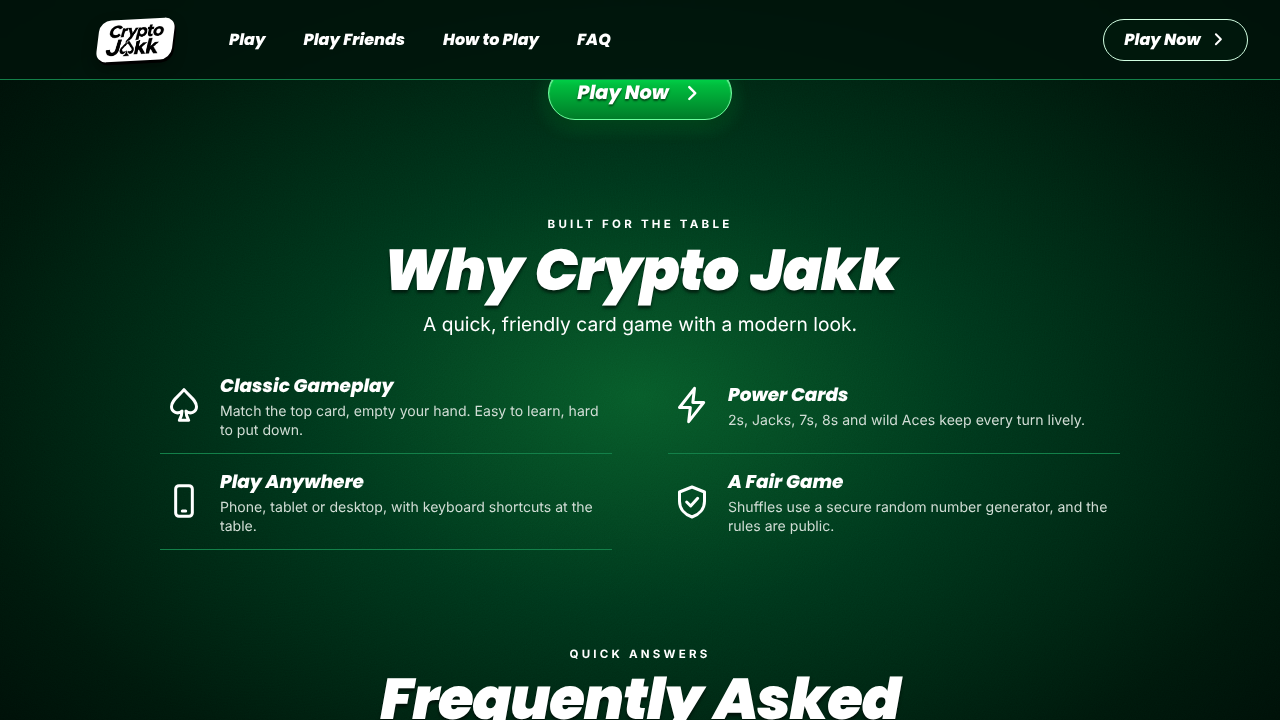 Crypto
Jakk
Play
Play Friends
How to Play
FAQ
Play Now
Play Now
BUILT FOR THE TABLE
Why Crypto Jakk
A quick, friendly card game with a modern look.
Classic Gameplay
Match the top card, empty your hand. Easy to learn, hard
to put down.
Power Cards
2s, Jacks, 7s, 8s and wild Aces keep every turn lively.
Play Anywhere
Phone, tablet or desktop, with keyboard shortcuts at the
table.
A Fair Game
Shuffles use a secure random number generator, and the
rules are public.
QUICK ANSWERS
Frequently Asked